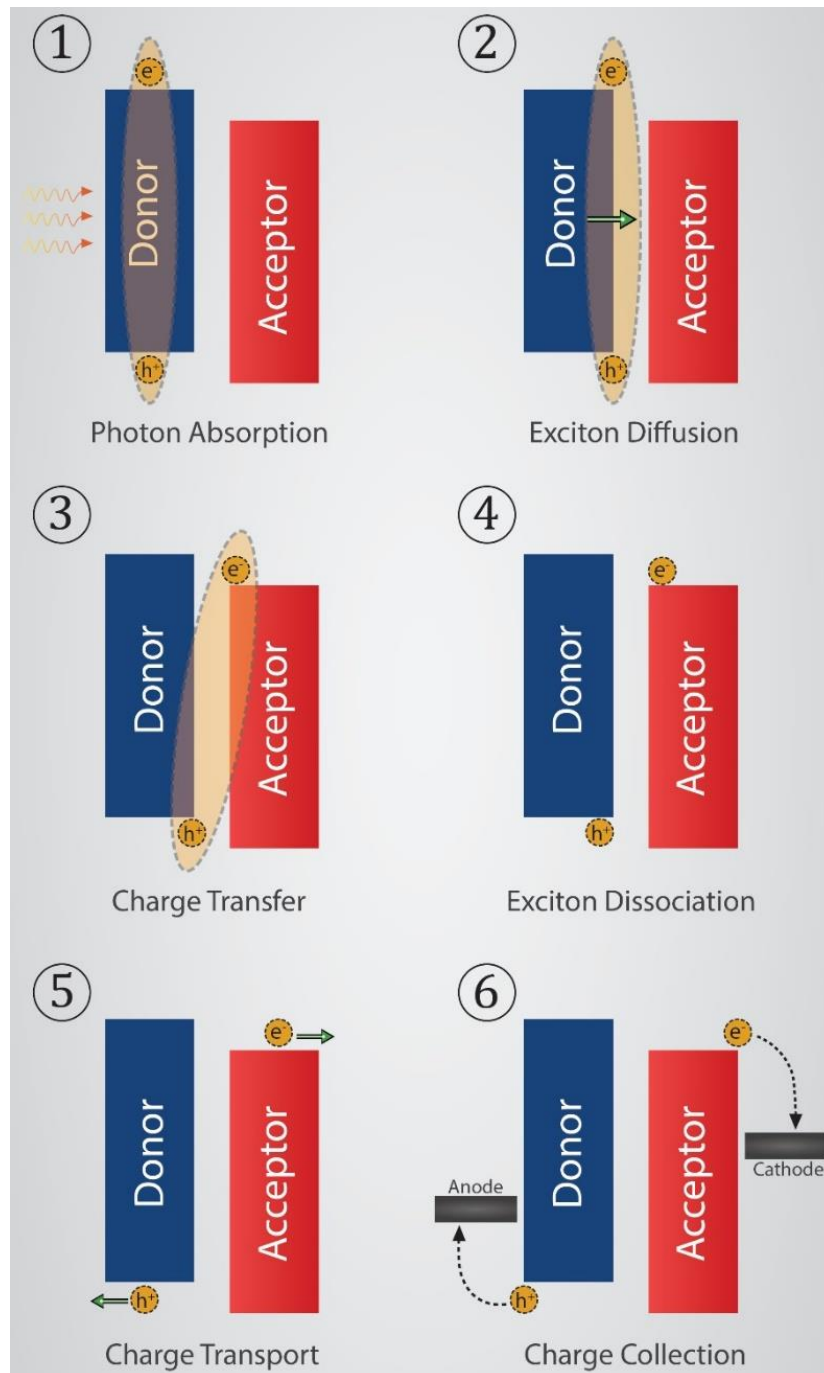 ①
e⁻
Donor
Acceptor
h⁺
Photon Absorption
②
e⁻
Donor
Acceptor
h⁺
Exciton Diffusion
③
e⁻
Donor
Acceptor
h⁺
Charge Transfer
④
e⁻
Donor
Acceptor
h⁺
Exciton Dissociation
⑤
e⁻
Donor
Acceptor
h⁺
Charge Transport
⑥
e⁻
Donor
Acceptor
Cathode
Anode
h⁺
Charge Collection